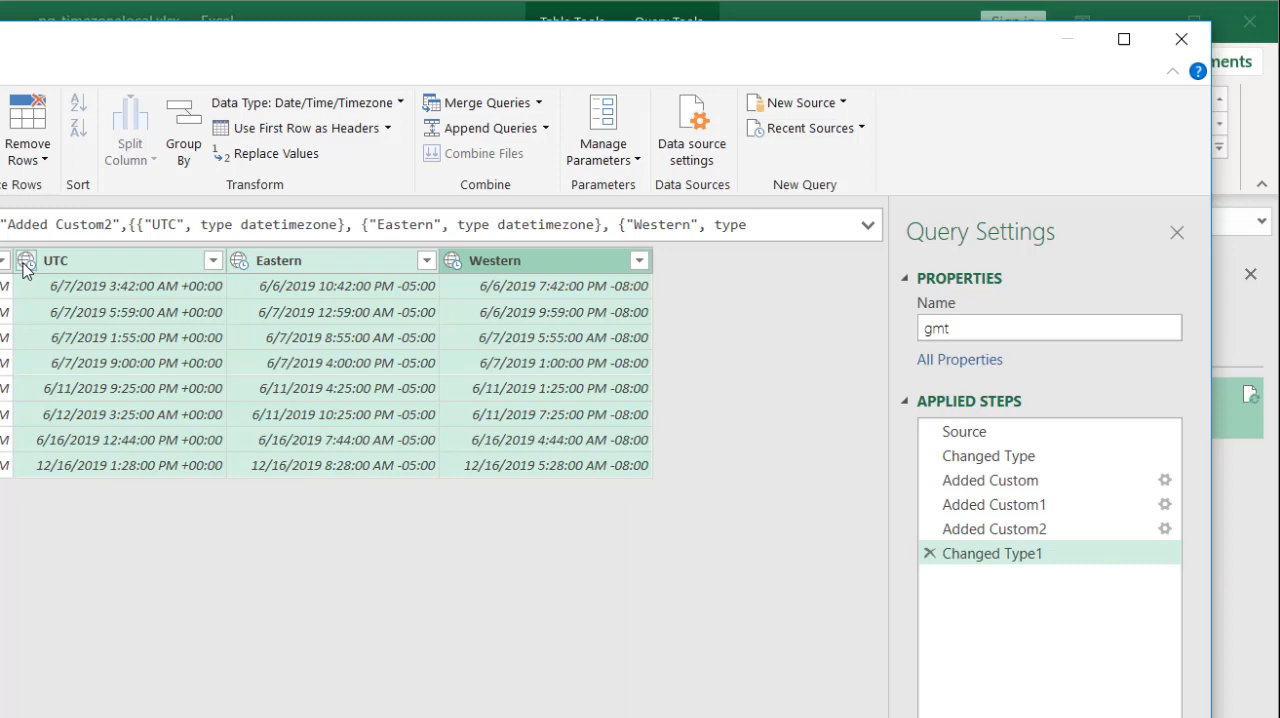 pq_timezonelocal.xlsx - Excel
Table Tools
Query Tools
Sign in
ments
Remove
Rows
ce Rows
Sort
Split
Column
Group
By
Data Type: Date/Time/Timezone
Use First Row as Headers
Replace Values
Transform
Merge Queries
Append Queries
Combine Files
Combine
Manage
Parameters
Parameters
Data source
settings
Data Sources
New Source
Recent Sources
New Query
"Added Custom2",{{"UTC", type datetimezone}, {"Eastern", type datetimezone}, {"Western", type
UTC Eastern Western
M 6/7/2019 3:42:00 AM +00:00 6/6/2019 10:42:00 PM -05:00 6/6/2019 7:42:00 PM -08:00
M 6/7/2019 5:59:00 AM +00:00 6/7/2019 12:59:00 AM -05:00 6/6/2019 9:59:00 PM -08:00
M 6/7/2019 1:55:00 PM +00:00 6/7/2019 8:55:00 AM -05:00 6/7/2019 5:55:00 AM -08:00
M 6/7/2019 9:00:00 PM +00:00 6/7/2019 4:00:00 PM -05:00 6/7/2019 1:00:00 PM -08:00
M 6/11/2019 9:25:00 PM +00:00 6/11/2019 4:25:00 PM -05:00 6/11/2019 1:25:00 PM -08:00
M 6/12/2019 3:25:00 AM +00:00 6/11/2019 10:25:00 PM -05:00 6/11/2019 7:25:00 PM -08:00
M 6/16/2019 12:44:00 PM +00:00 6/16/2019 7:44:00 AM -05:00 6/16/2019 4:44:00 AM -08:00
M 12/16/2019 1:28:00 PM +00:00 12/16/2019 8:28:00 AM -05:00 12/16/2019 5:28:00 AM -08:00
Query Settings
PROPERTIES
Name
gmt
All Properties
APPLIED STEPS
Source
Changed Type
Added Custom
Added Custom1
Added Custom2
Changed Type1